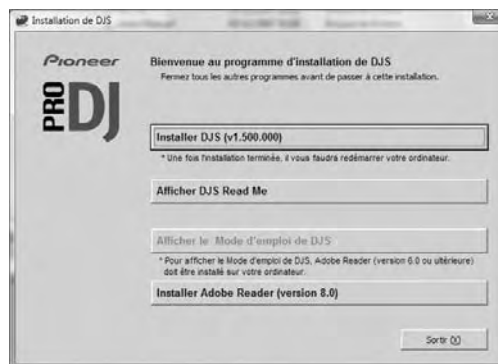 Installation de DJS
Pioneer
PRO DJ
Bienvenue au programme d'installation de DJS
Fermez tous les autres programmes avant de passer à cette installation.
Installer DJS (v1.500.000)
* Une fois l'installation terminée, il vous faudra redémarrer votre ordinateur.
Afficher DJS Read Me
Afficher le Mode d'emploi de DJS
* Pour afficher le Mode d'emploi de DJS, Adobe Reader (version 6.0 ou ultérieure)
doit être installé sur votre ordinateur.
Installer Adobe Reader (version 8.0)
Sortir (X)